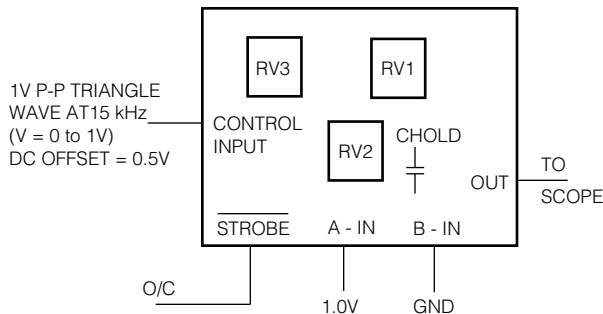 RV3
RV1
1V P-P TRIANGLE
WAVE AT15 kHz
(V = 0 to 1V)
DC OFFSET = 0.5V
CONTROL
INPUT
RV2
CHOLD
OUT
TO
SCOPE
STROBE
A - IN
B - IN
O/C
1.0V
GND